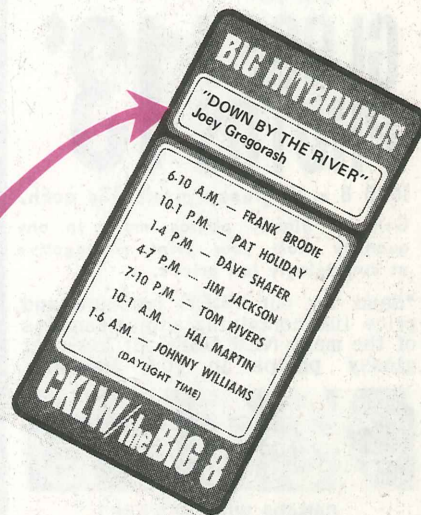 BIG HITBOUNDS
"DOWN BY THE RIVER"
Joey Gregorash
6-10 A.M. — FRANK BRODIE
10-1 P.M. — PAT HOLIDAY
1-4 P.M. — DAVE SHAFER
4-7 P.M. — JIM JACKSON
7-10 P.M. — TOM RIVERS
10-1 A.M. — HAL MARTIN
1-6 A.M. — JOHNNY WILLIAMS
(DAYLIGHT TIME)
CKLW/the BIG 8